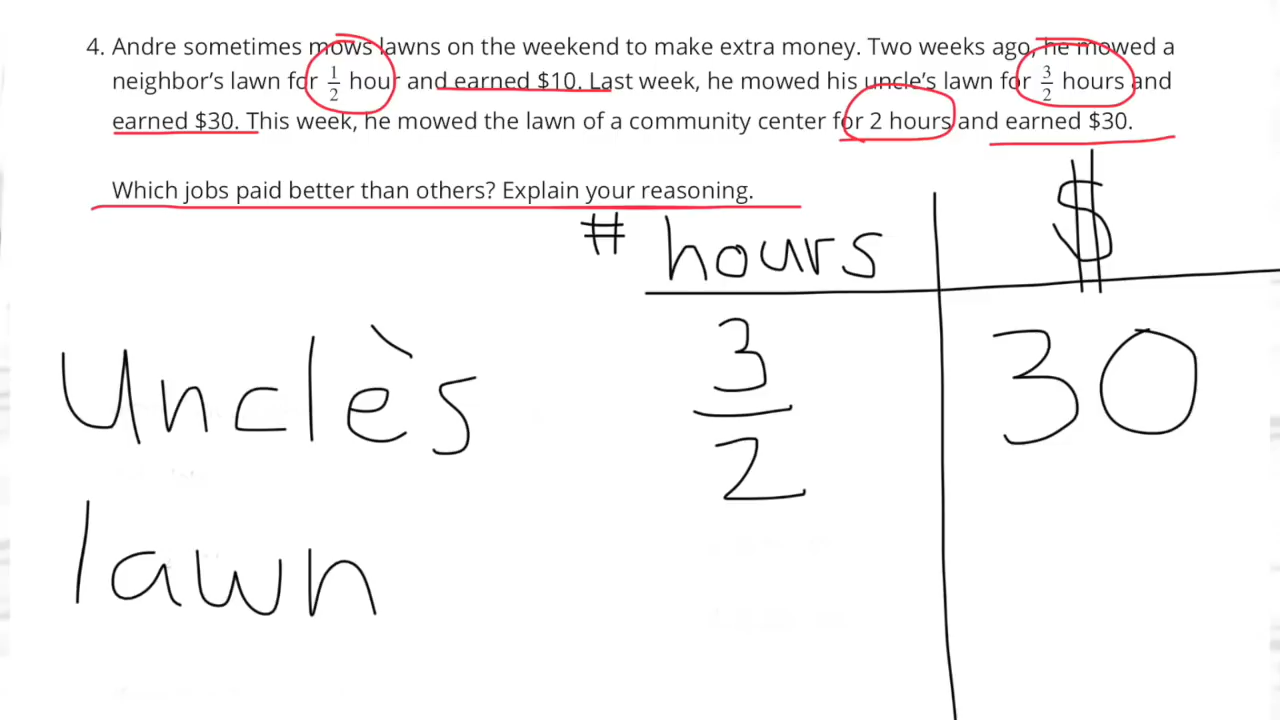 4. Andre sometimes mows lawns on the weekend to make extra money. Two weeks ago, he mowed a
neighbor's lawn for 1/2 hour and earned $10. Last week, he mowed his uncle's lawn for 3/2 hours and
earned $30. This week, he mowed the lawn of a community center for 2 hours and earned $30.
Which jobs paid better than others? Explain your reasoning.
# hours $
Uncle's 3/2 30
lawn